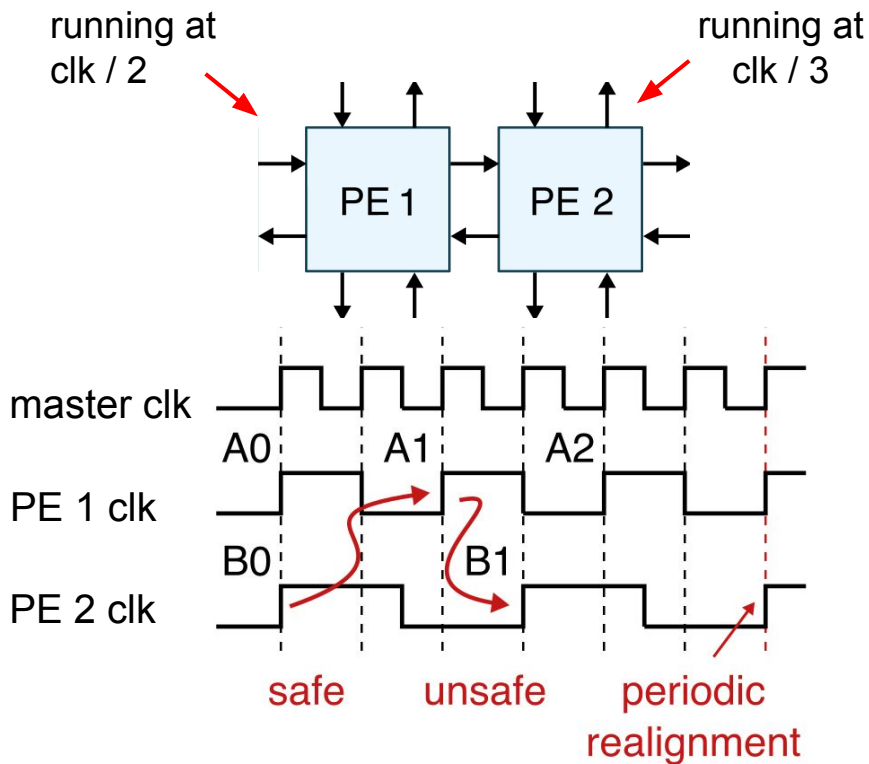 running at
clk / 2
running at
clk / 3
PE 1
PE 2
master clk
A0
A1
A2
PE 1 clk
B0
B1
PE 2 clk
safe
unsafe
periodic
realignment